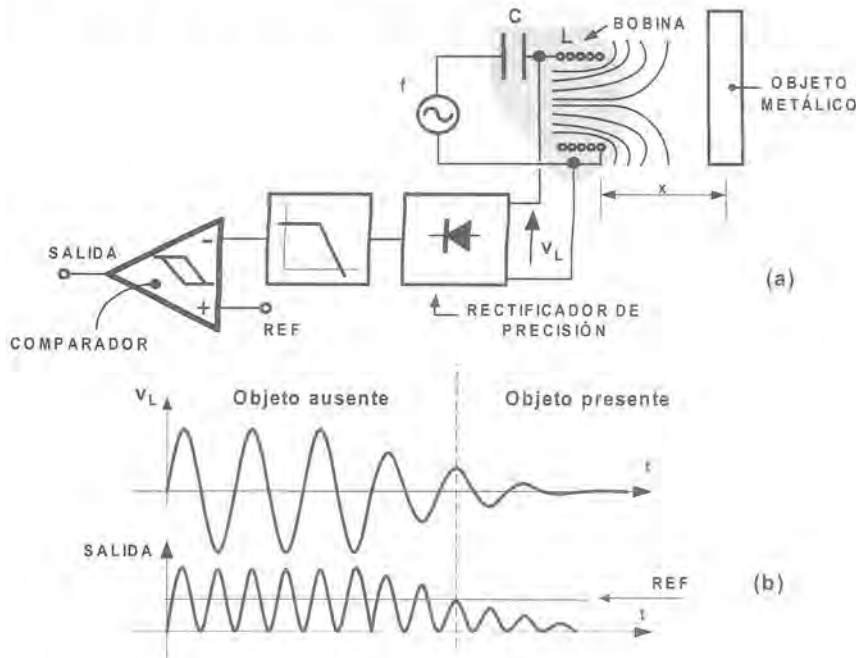 C
L
BOBINA
f
OBJETO
METÁLICO
x
V_L
SALIDA
-
+
REF
COMPARADOR
RECTIFICADOR DE
PRECISIÓN
(a)
V_L
Objeto ausente
Objeto presente
t
SALIDA
REF
(b)
t